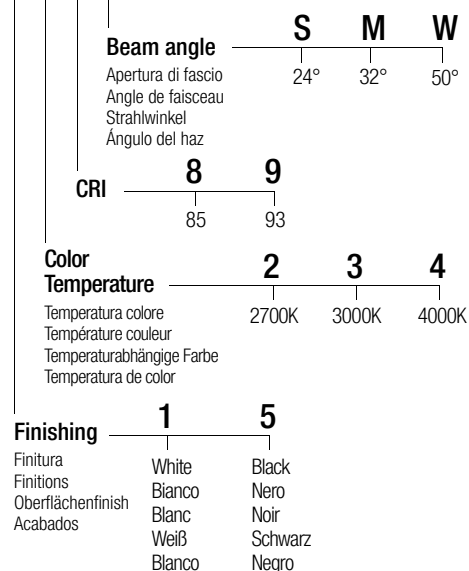 S M W
Beam angle
24° 32° 50°
Apertura di fascio
Angle de faisceau
Strahlwinkel
Ángulo del haz
8 9
CRI
85 93
Color
Temperature
2 3 4
2700K 3000K 4000K
Temperatura colore
Température couleur
Temperaturabhängige Farbe
Temperatura de color
1 5
Finishing
Finitura
Finitions
Oberflächenfinish
Acabados
White Black
Bianco Nero
Blanc Noir
Weiß Schwarz
Blanco Negro